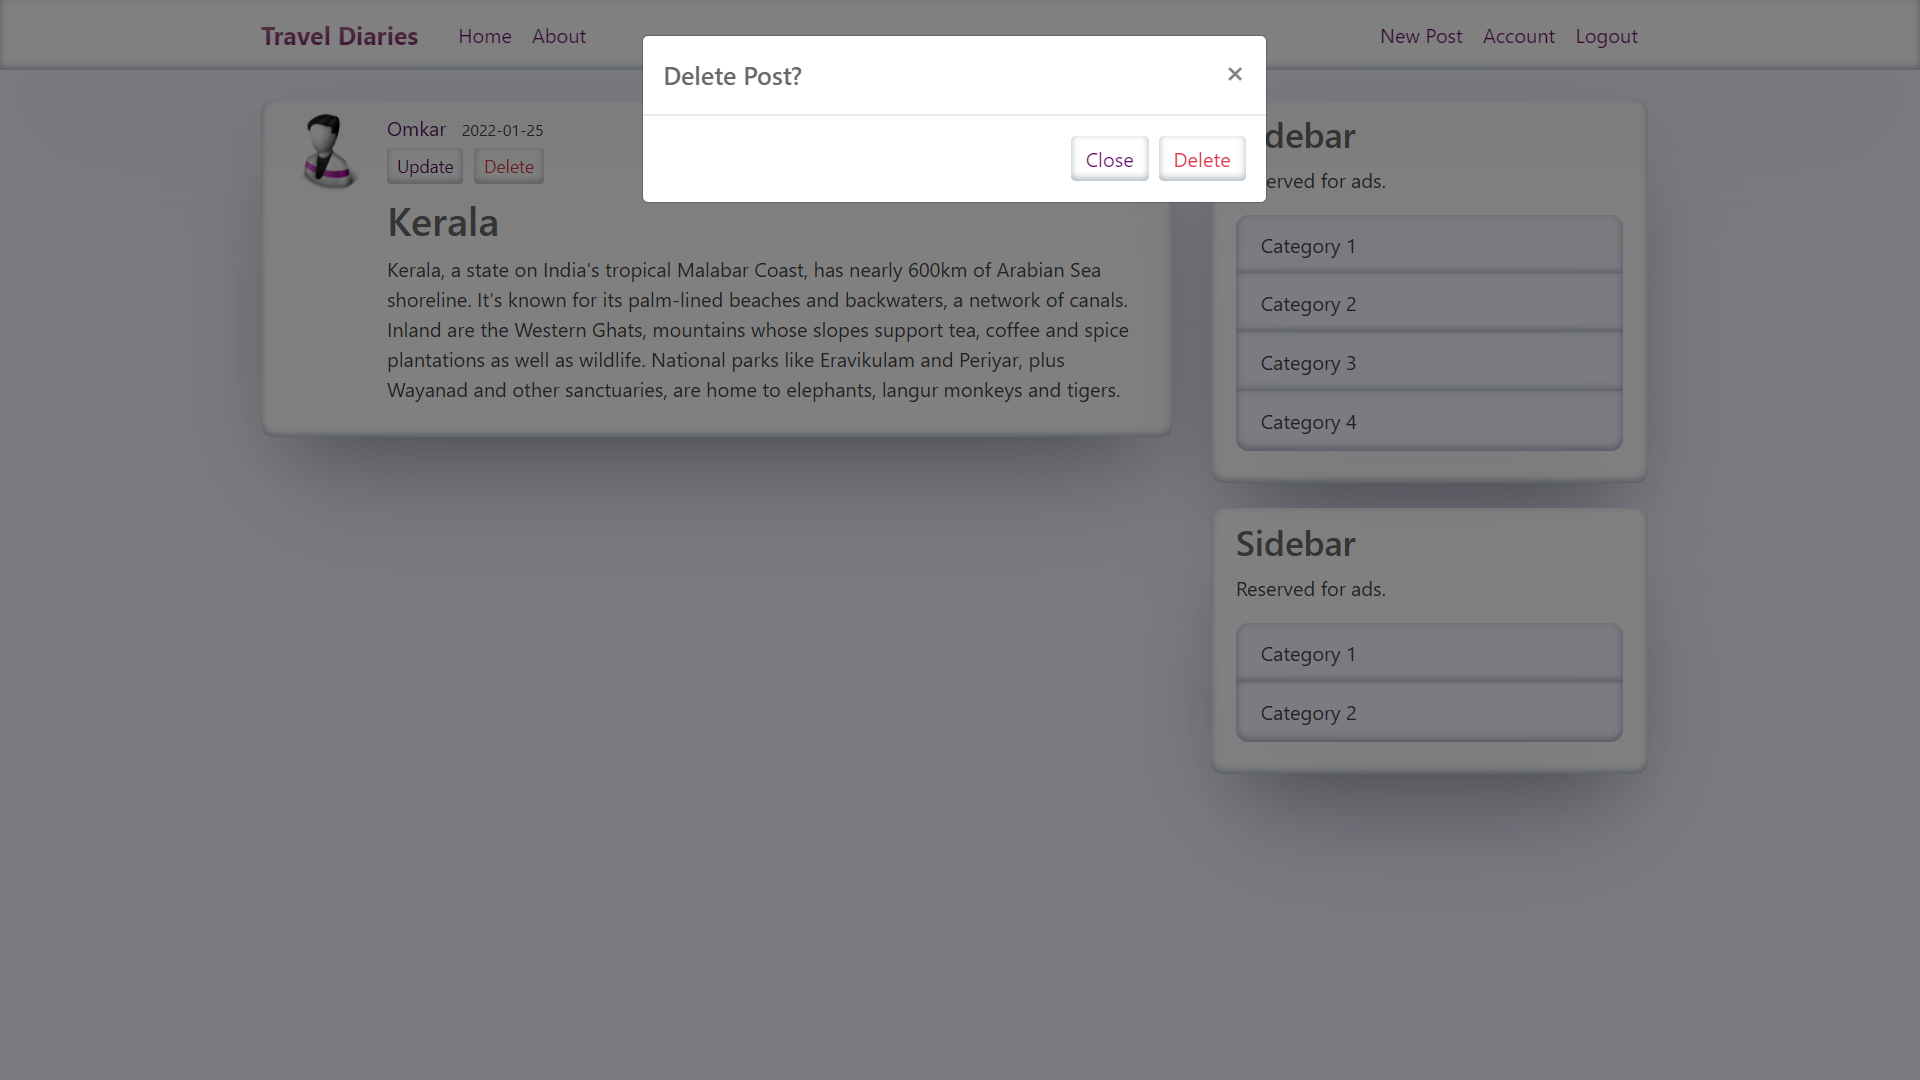 Travel Diaries Home About New Post Account Logout
Delete Post? ×
Close Delete
Omkar 2022-01-25
Update Delete
Kerala
Kerala, a state on India's tropical Malabar Coast, has nearly 600km of Arabian Sea
shoreline. It's known for its palm-lined beaches and backwaters, a network of canals.
Inland are the Western Ghats, mountains whose slopes support tea, coffee and spice
plantations as well as wildlife. National parks like Eravikulam and Periyar, plus
Wayanad and other sanctuaries, are home to elephants, langur monkeys and tigers.
debar
erved for ads.
Category 1
Category 2
Category 3
Category 4
Sidebar
Reserved for ads.
Category 1
Category 2